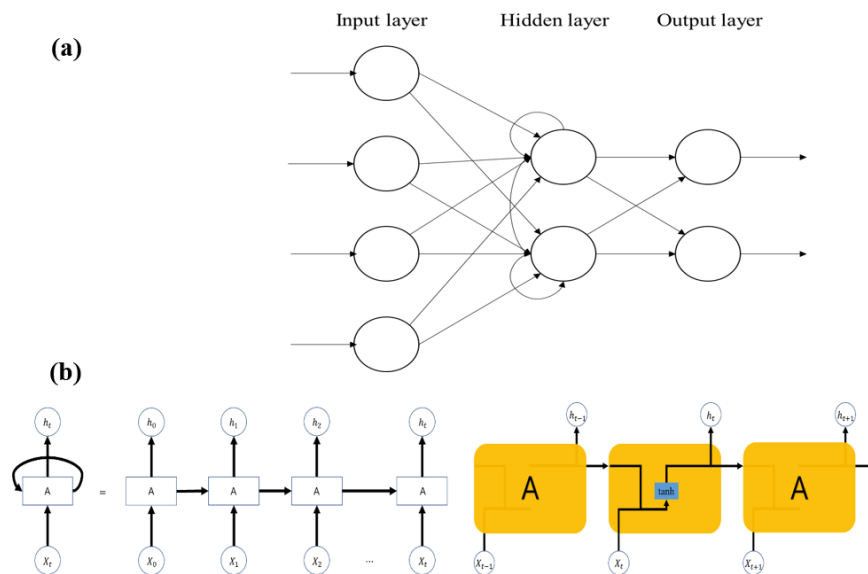 Input layer Hidden layer Output layer
(a)
(b)
h_t h_0 h_1 h_2 h_t h_{t-1} h_t h_{t+1}
A = A A A A A tanh A
X_t X_0 X_1 X_2 ... X_t X_{t-1} X_t X_{t+1}